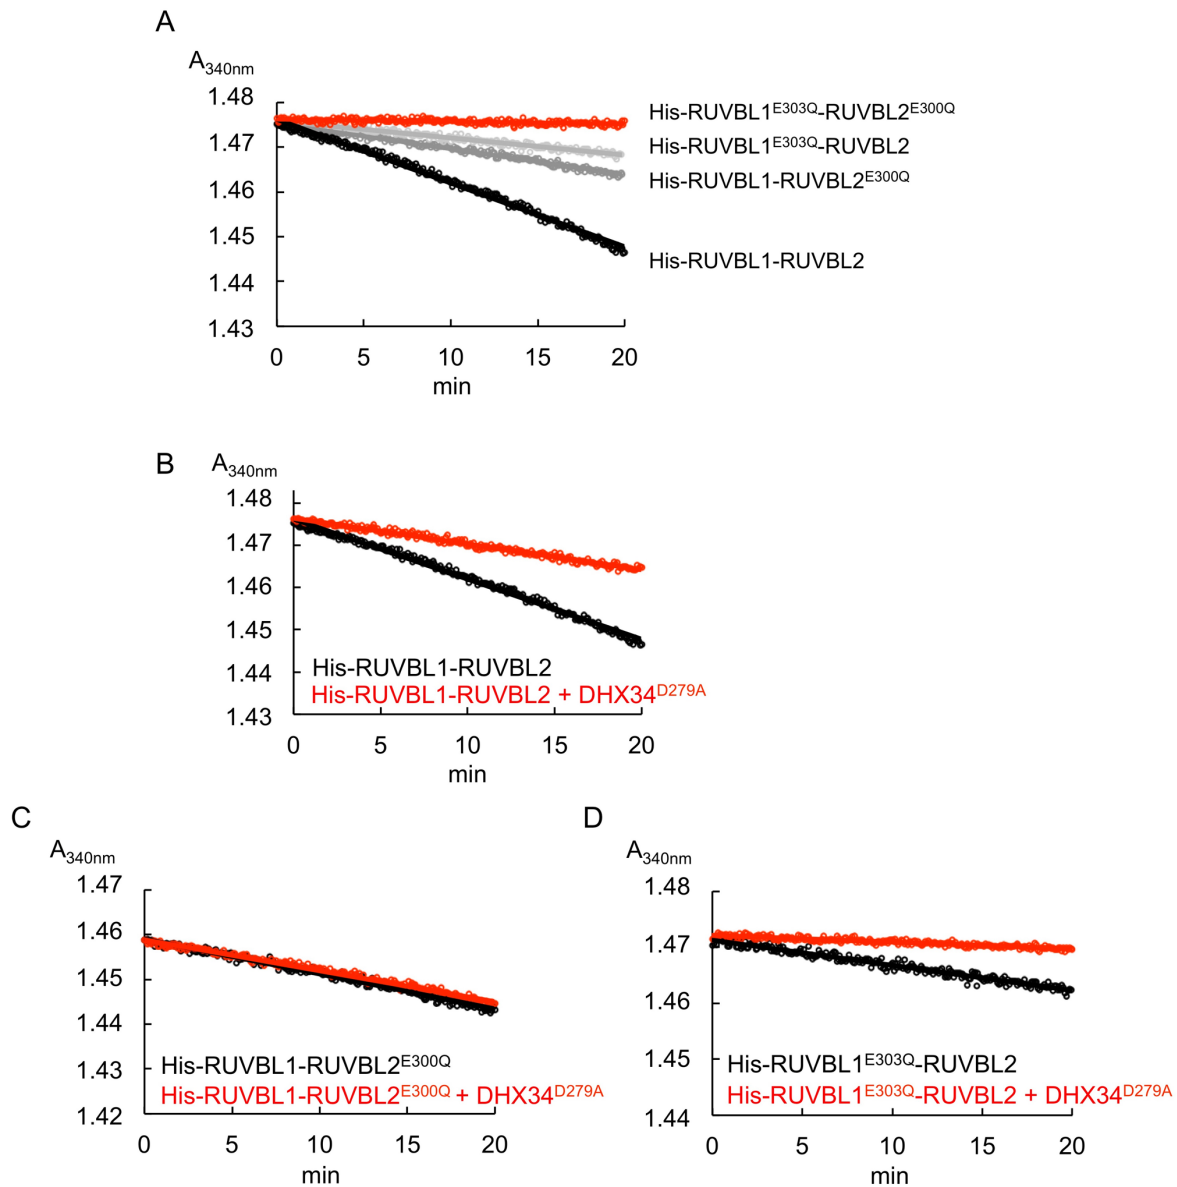 A
A340nm
1.48
1.47
1.46
1.45
1.44
1.43
0 5 10 15 20
min
His-RUVBL1E303Q-RUVBL2E300Q
His-RUVBL1E303Q-RUVBL2
His-RUVBL1-RUVBL2E300Q
His-RUVBL1-RUVBL2
B
A340nm
1.48
1.47
1.46
1.45
1.44
1.43
His-RUVBL1-RUVBL2
His-RUVBL1-RUVBL2 + DHX34D279A
0 5 10 15 20
min
C
A340nm
1.47
1.46
1.45
1.44
1.43
1.42
His-RUVBL1-RUVBL2E300Q
His-RUVBL1-RUVBL2E300Q + DHX34D279A
0 5 10 15 20
min
D
A340nm
1.48
1.47
1.46
1.45
1.44
His-RUVBL1E303Q-RUVBL2
His-RUVBL1E303Q-RUVBL2 + DHX34D279A
0 5 10 15 20
min